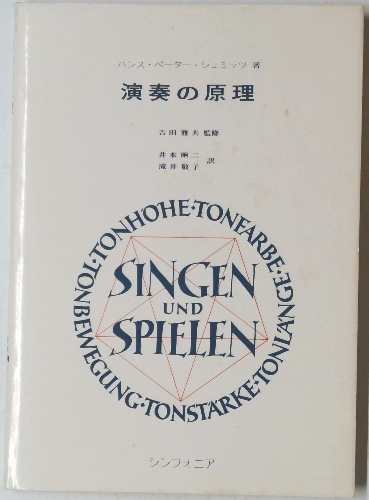 ハンス・ペーター・シュミッツ 著
演奏の原理
吉田雅夫監修
井本晌二
滝井敬子 訳
TONHÖHE·TONFARBE·TONLÄNGE·TONSTÄRKE·TONBEWEGUNG·
SINGEN
UND
SPIELEN
シンフォニア